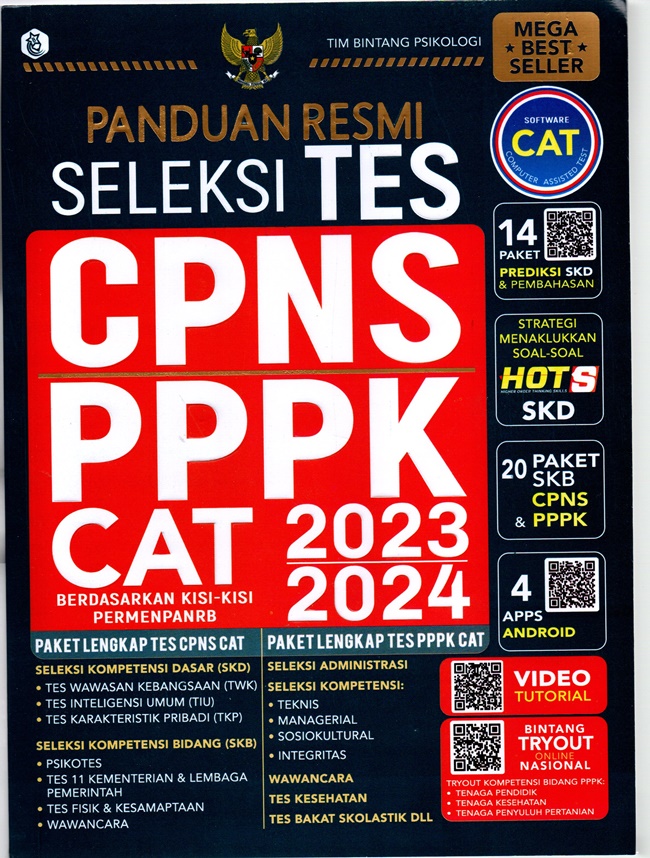 TIM BINTANG PSIKOLOGI
MEGA
BEST
SELLER
PANDUAN RESMI
SELEKSI TES
CPNS
PPPK
CAT 2023
2024
BERDASARKAN KISI-KISI
PERMENPANRB
SOFTWARE
CAT
COMPUTER ASSISTED TEST
14
PAKET
PREDIKSI SKD
& PEMBAHASAN
STRATEGI
MENAKLUKKAN
SOAL-SOAL
HOTS
HIGHER ORDER THINKING SKILLS
SKD
20 PAKET
SKB
CPNS
& PPPK
4
APPS
ANDROID
PAKET LENGKAP TES CPNS CAT
SELEKSI KOMPETENSI DASAR (SKD)
• TES WAWASAN KEBANGSAAN (TWK)
• TES INTELIGENSI UMUM (TIU)
• TES KARAKTERISTIK PRIBADI (TKP)
SELEKSI KOMPETENSI BIDANG (SKB)
• PSIKOTES
• TES 11 KEMENTERIAN & LEMBAGA
PEMERINTAH
• TES FISIK & KESAMAPTAAN
• WAWANCARA
PAKET LENGKAP TES PPPK CAT
SELEKSI ADMINISTRASI
SELEKSI KOMPETENSI:
• TEKNIS
• MANAGERIAL
• SOSIOKULTURAL
• INTEGRITAS
WAWANCARA
TES KESEHATAN
TES BAKAT SKOLASTIK DLL
VIDEO
TUTORIAL
BINTANG
TRYOUT
ONLINE
NASIONAL
TRYOUT KOMPETENSI BIDANG PPPK:
• TENAGA PENDIDIK
• TENAGA KESEHATAN
• TENAGA PENYULUH PERTANIAN